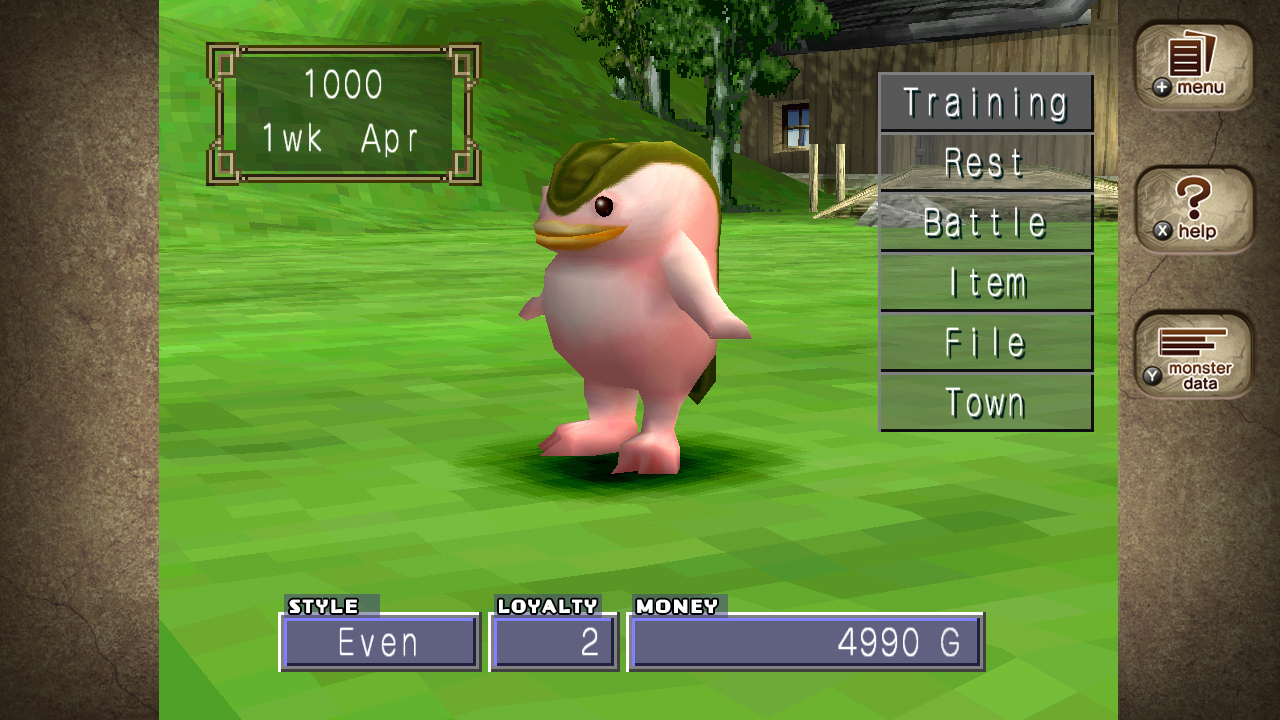 1000
1wk Apr
Training
Rest
Battle
Item
File
Town
+ menu
? X help
Y monster data
STYLE
Even
LOYALTY
2
MONEY
4990 G